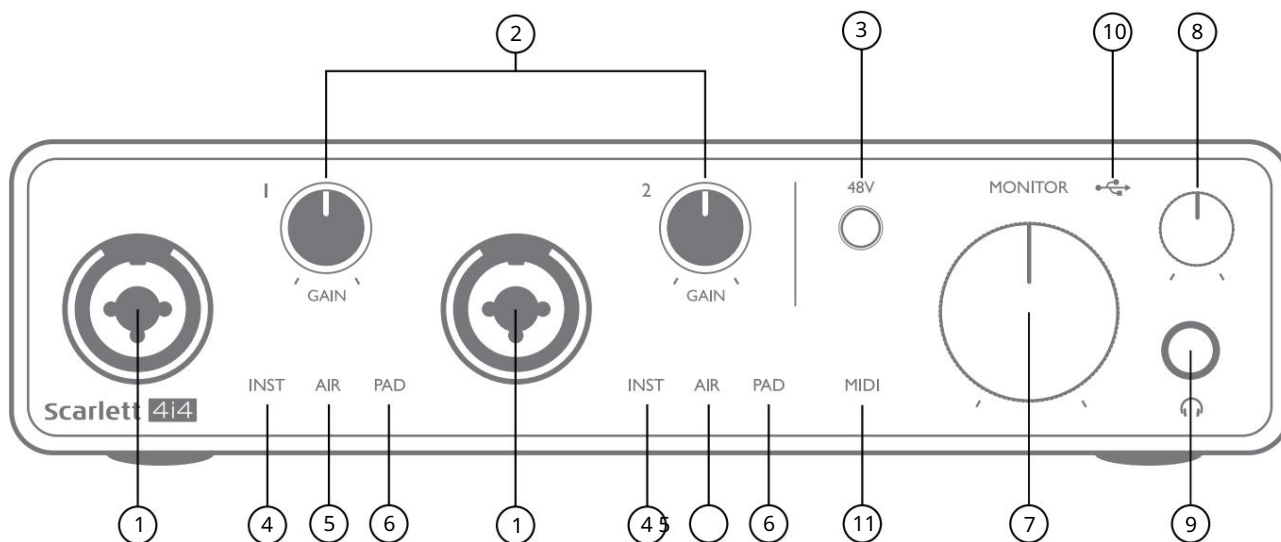 2 3 10 8
1 2 48V MONITOR
GAIN GAIN
INST AIR PAD INST AIR PAD MIDI
Scarlett 4i4
1 4 5 6 1 4 5 6 11 7 9